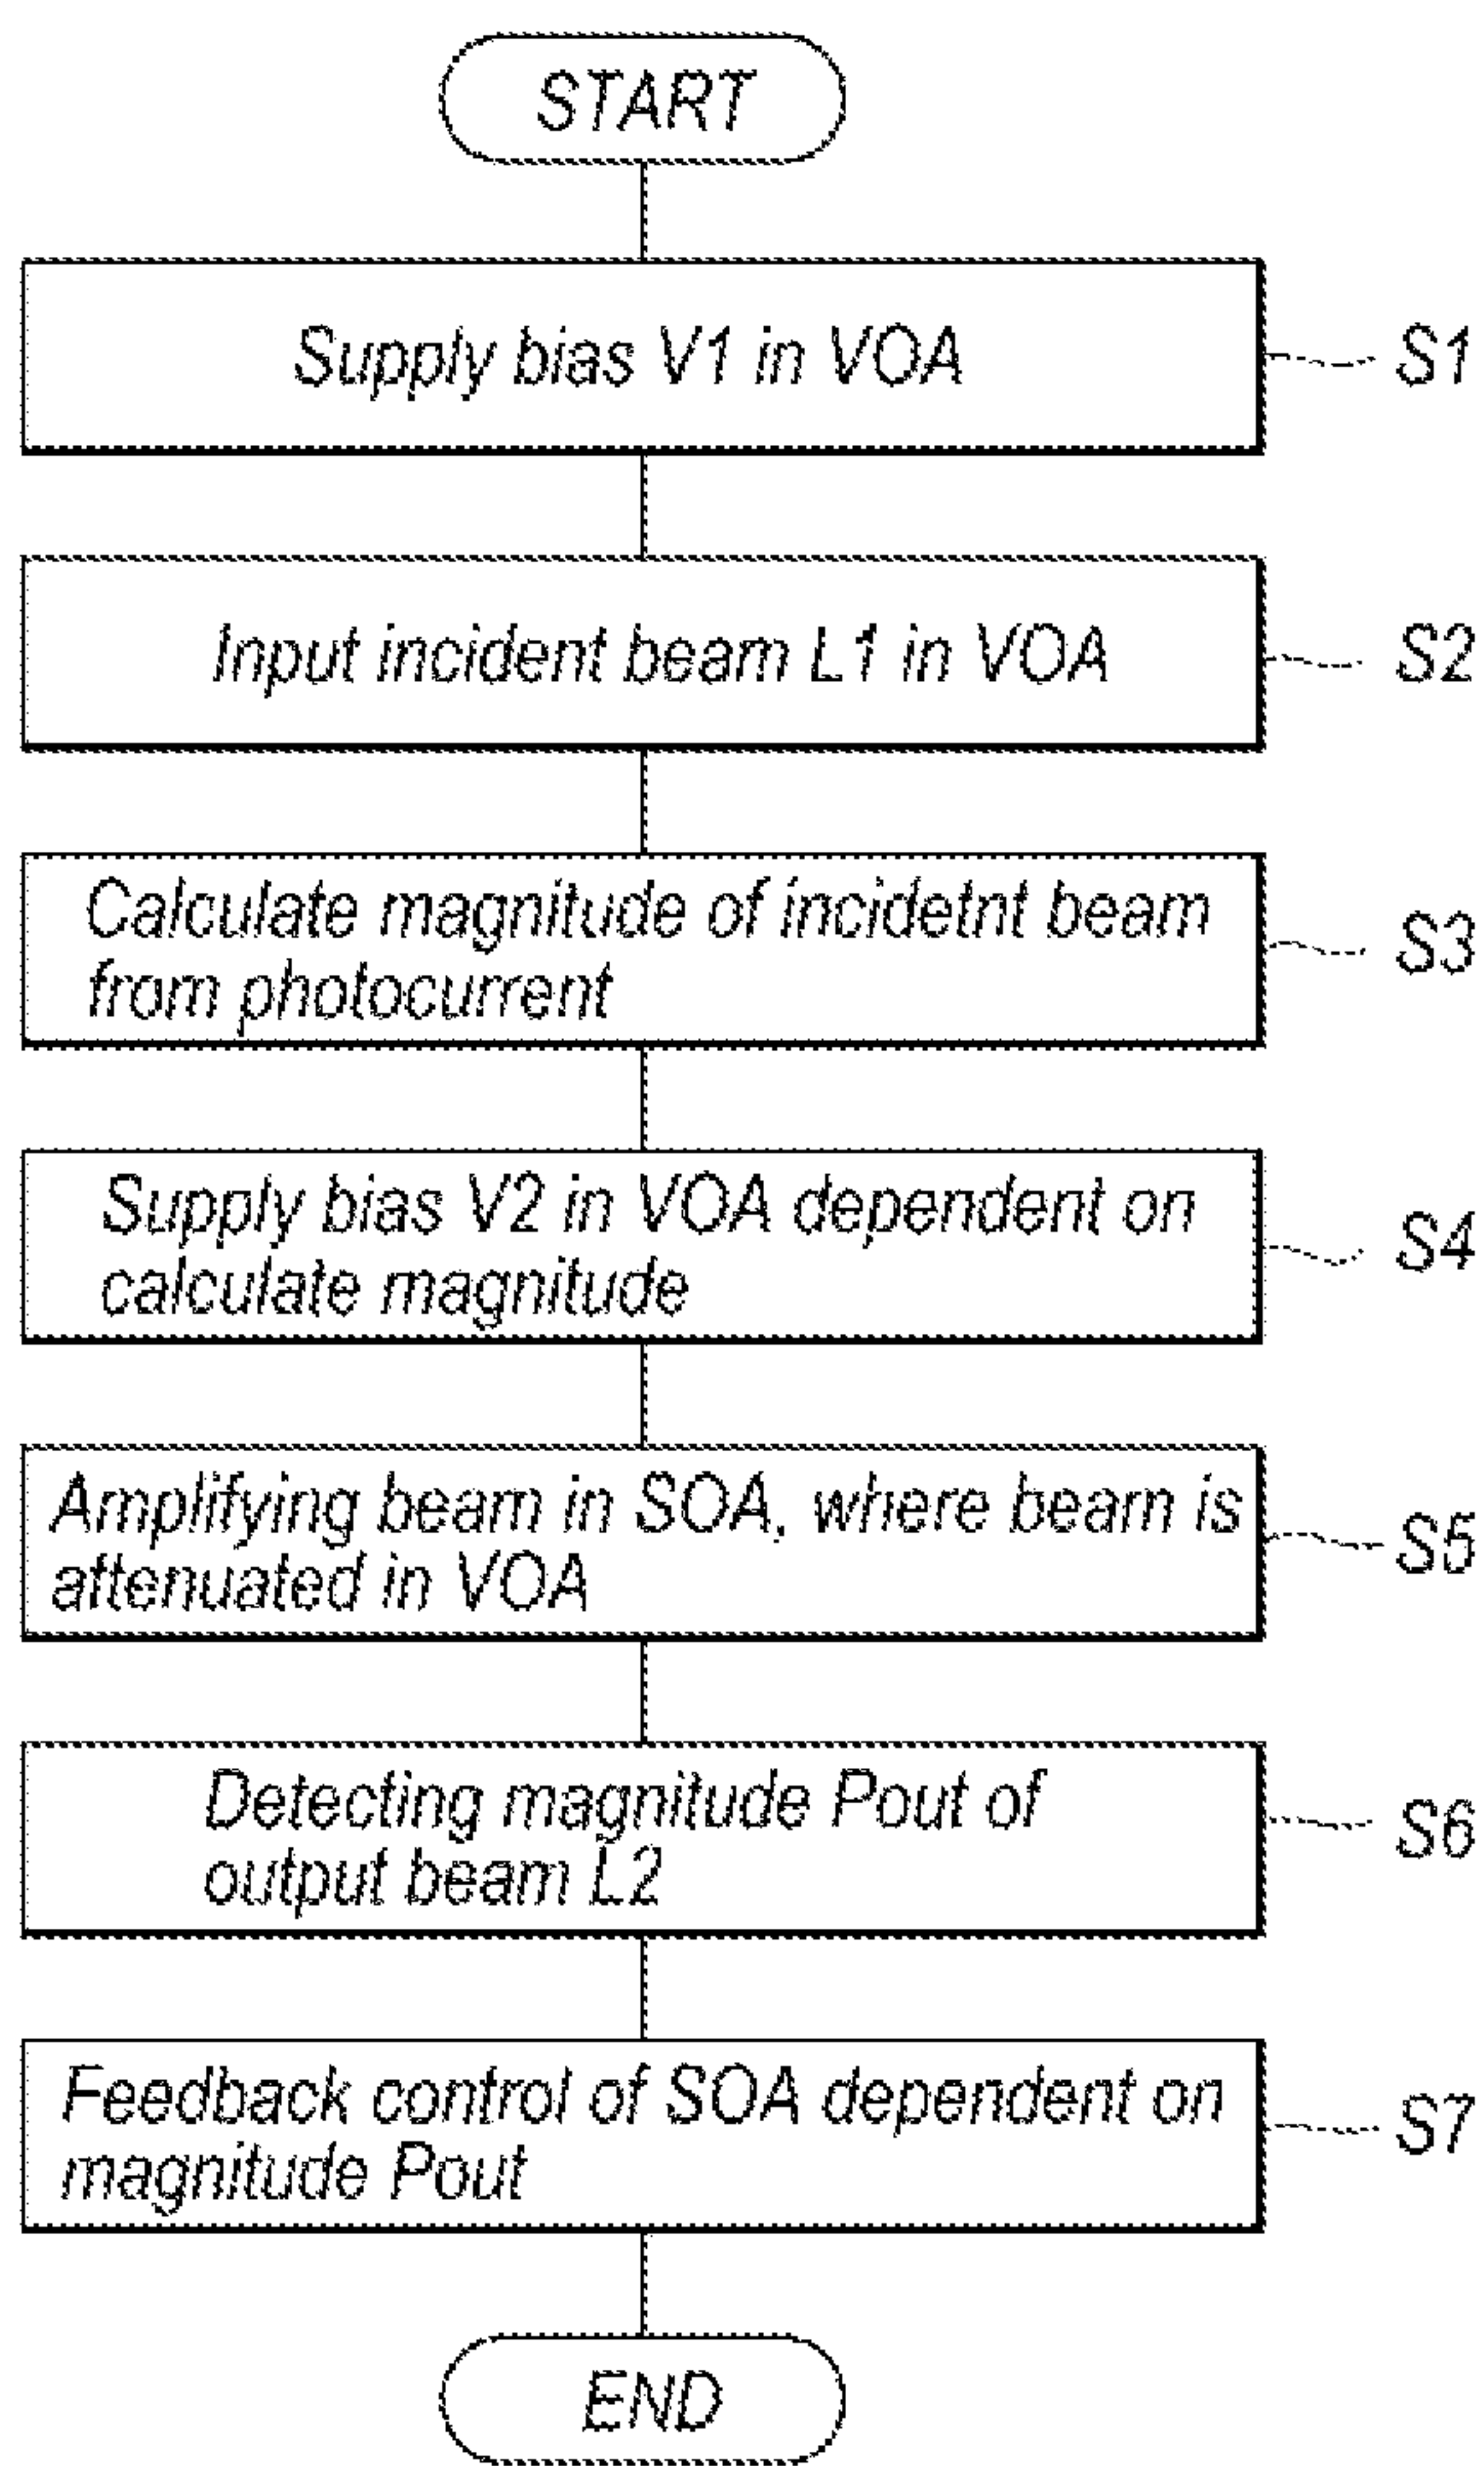 START
Supply bias V1 in VOA
S1
Input incident beam L1 in VOA
S2
Calculate magnitude of incidetnt beam
from photocurrent
S3
Supply bias V2 in VOA dependent on
calculate magnitude
S4
Amplifying beam in SOA, where beam is
attenuated in VOA
S5
Detecting magnitude Pout of
output beam L2
S6
Feedback control of SOA dependent on
magnitude Pout
S7
END